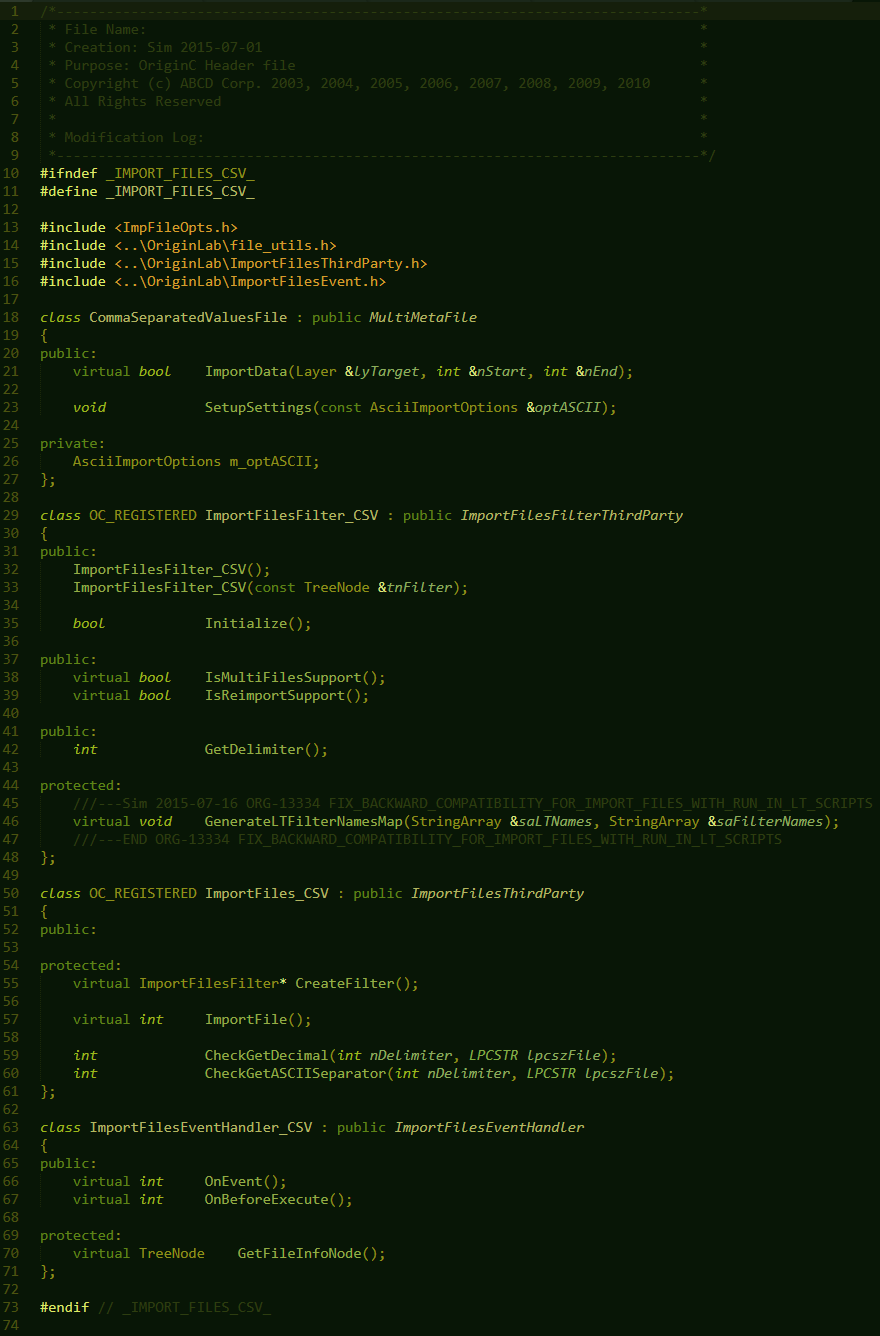 1 /*------------------------------------------------------------------------------*
2  * File Name:                                                                   *
3  * Creation: Sim 2015-07-01                                                     *
4  * Purpose: OriginC Header file                                                 *
5  * Copyright (c) ABCD Corp. 2003, 2004, 2005, 2006, 2007, 2008, 2009, 2010      *
6  * All Rights Reserved                                                          *
7  *                                                                              *
8  * Modification Log:                                                            *
9  *------------------------------------------------------------------------------*/
10 #ifndef _IMPORT_FILES_CSV_
11 #define _IMPORT_FILES_CSV_
12
13 #include <ImpFileOpts.h>
14 #include <..\OriginLab\file_utils.h>
15 #include <..\OriginLab\ImportFilesThirdParty.h>
16 #include <..\OriginLab\ImportFilesEvent.h>
17
18 class CommaSeparatedValuesFile : public MultiMetaFile
19 {
20 public:
21     virtual bool    ImportData(Layer &lyTarget, int &nStart, int &nEnd);
22
23     void            SetupSettings(const AsciiImportOptions &optASCII);
24
25 private:
26     AsciiImportOptions m_optASCII;
27 };
28
29 class OC_REGISTERED ImportFilesFilter_CSV : public ImportFilesFilterThirdParty
30 {
31 public:
32     ImportFilesFilter_CSV();
33     ImportFilesFilter_CSV(const TreeNode &tnFilter);
34
35     bool            Initialize();
36
37 public:
38     virtual bool    IsMultiFilesSupport();
39     virtual bool    IsReimportSupport();
40
41 public:
42     int             GetDelimiter();
43
44 protected:
45     ///---Sim 2015-07-16 ORG-13334 FIX_BACKWARD_COMPATIBILITY_FOR_IMPORT_FILES_WITH_RUN_IN_LT_SCRIPTS
46     virtual void    GenerateLTFilterNamesMap(StringArray &saLTNames, StringArray &saFilterNames);
47     ///---END ORG-13334 FIX_BACKWARD_COMPATIBILITY_FOR_IMPORT_FILES_WITH_RUN_IN_LT_SCRIPTS
48 };
49
50 class OC_REGISTERED ImportFiles_CSV : public ImportFilesThirdParty
51 {
52 public:
53
54 protected:
55     virtual ImportFilesFilter* CreateFilter();
56
57     virtual int     ImportFile();
58
59     int             CheckGetDecimal(int nDelimiter, LPCSTR lpcszFile);
60     int             CheckGetASCIISeparator(int nDelimiter, LPCSTR lpcszFile);
61 };
62
63 class ImportFilesEventHandler_CSV : public ImportFilesEventHandler
64 {
65 public:
66     virtual int     OnEvent();
67     virtual int     OnBeforeExecute();
68
69 protected:
70     virtual TreeNode    GetFileInfoNode();
71 };
72
73 #endif // _IMPORT_FILES_CSV_
74